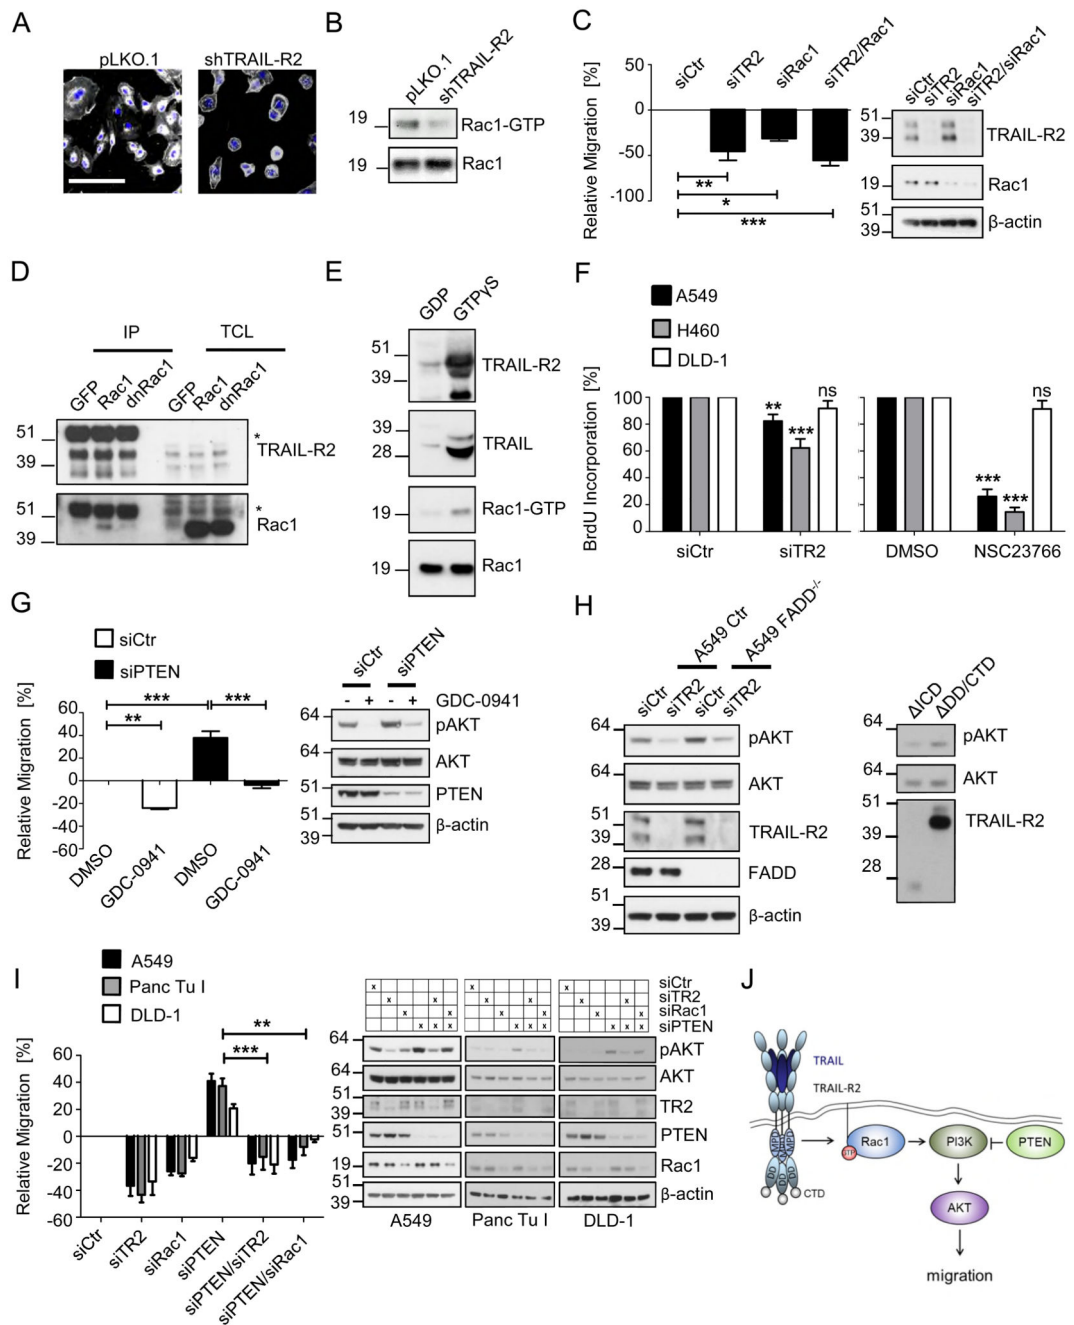 A
pLKO.1
shTRAIL-R2
B
pLKO.1
shTRAIL-R2
19
Rac1-GTP
19
Rac1
C
Relative Migration [%]
50
0
-50
-100
siCtr
siTR2
siRac1
siTR2/Rac1
**
*
***
siCtr
siTR2
siRac1
siTR2/siRac1
51
39
TRAIL-R2
19
Rac1
51
39
β-actin
D
IP
TCL
GFP
Rac1
dnRac1
GFP
Rac1
dnRac1
51
39
*
TRAIL-R2
51
39
*
Rac1
E
GDP
GTPγS
51
39
TRAIL-R2
39
28
TRAIL
19
Rac1-GTP
19
Rac1
F
A549
H460
DLD-1
BrdU Incorporation [%]
100
80
60
40
20
0
**
***
ns
***
***
ns
siCtr
siTR2
DMSO
NSC23766
G
siCtr
siPTEN
Relative Migration [%]
60
40
20
0
-20
-40
-60
***
***
**
DMSO
GDC-0941
DMSO
GDC-0941
siCtr
siPTEN
- + - + GDC-0941
64
pAKT
64
AKT
51
PTEN
51
39
β-actin
H
A549 Ctr
A549 FADD-/-
siCtr
siTR2
siCtr
siTR2
64
pAKT
64
AKT
51
39
TRAIL-R2
28
FADD
51
39
β-actin
ΔICD
ΔDD/CTD
64
pAKT
64
AKT
51
39
28
TRAIL-R2
I
A549
Panc Tu I
DLD-1
Relative Migration [%]
60
40
20
0
-20
-40
-60
**
***
siCtr
siTR2
siRac1
siPTEN
siPTEN/siTR2
siPTEN/siRac1
x x x siCtr
x x x x x x siTR2
x x x x x x siRac1
x x x x x x x x x siPTEN
64
pAKT
64
AKT
51
39
TR2
51
PTEN
19
Rac1
51
39
β-actin
A549
Panc Tu I
DLD-1
J
TRAIL
TRAIL-R2
Rac1
GTP
PI3K
PTEN
DD
DD
CTD
AKT
migration